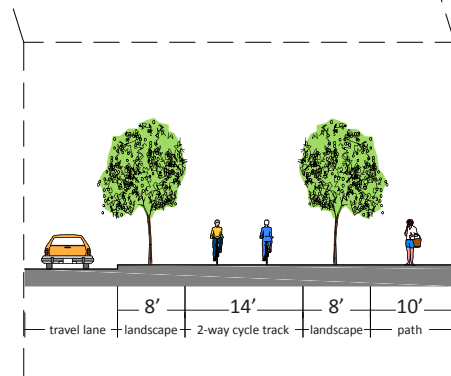 8' 14' 8' 10'
travel lane landscape 2-way cycle track landscape path